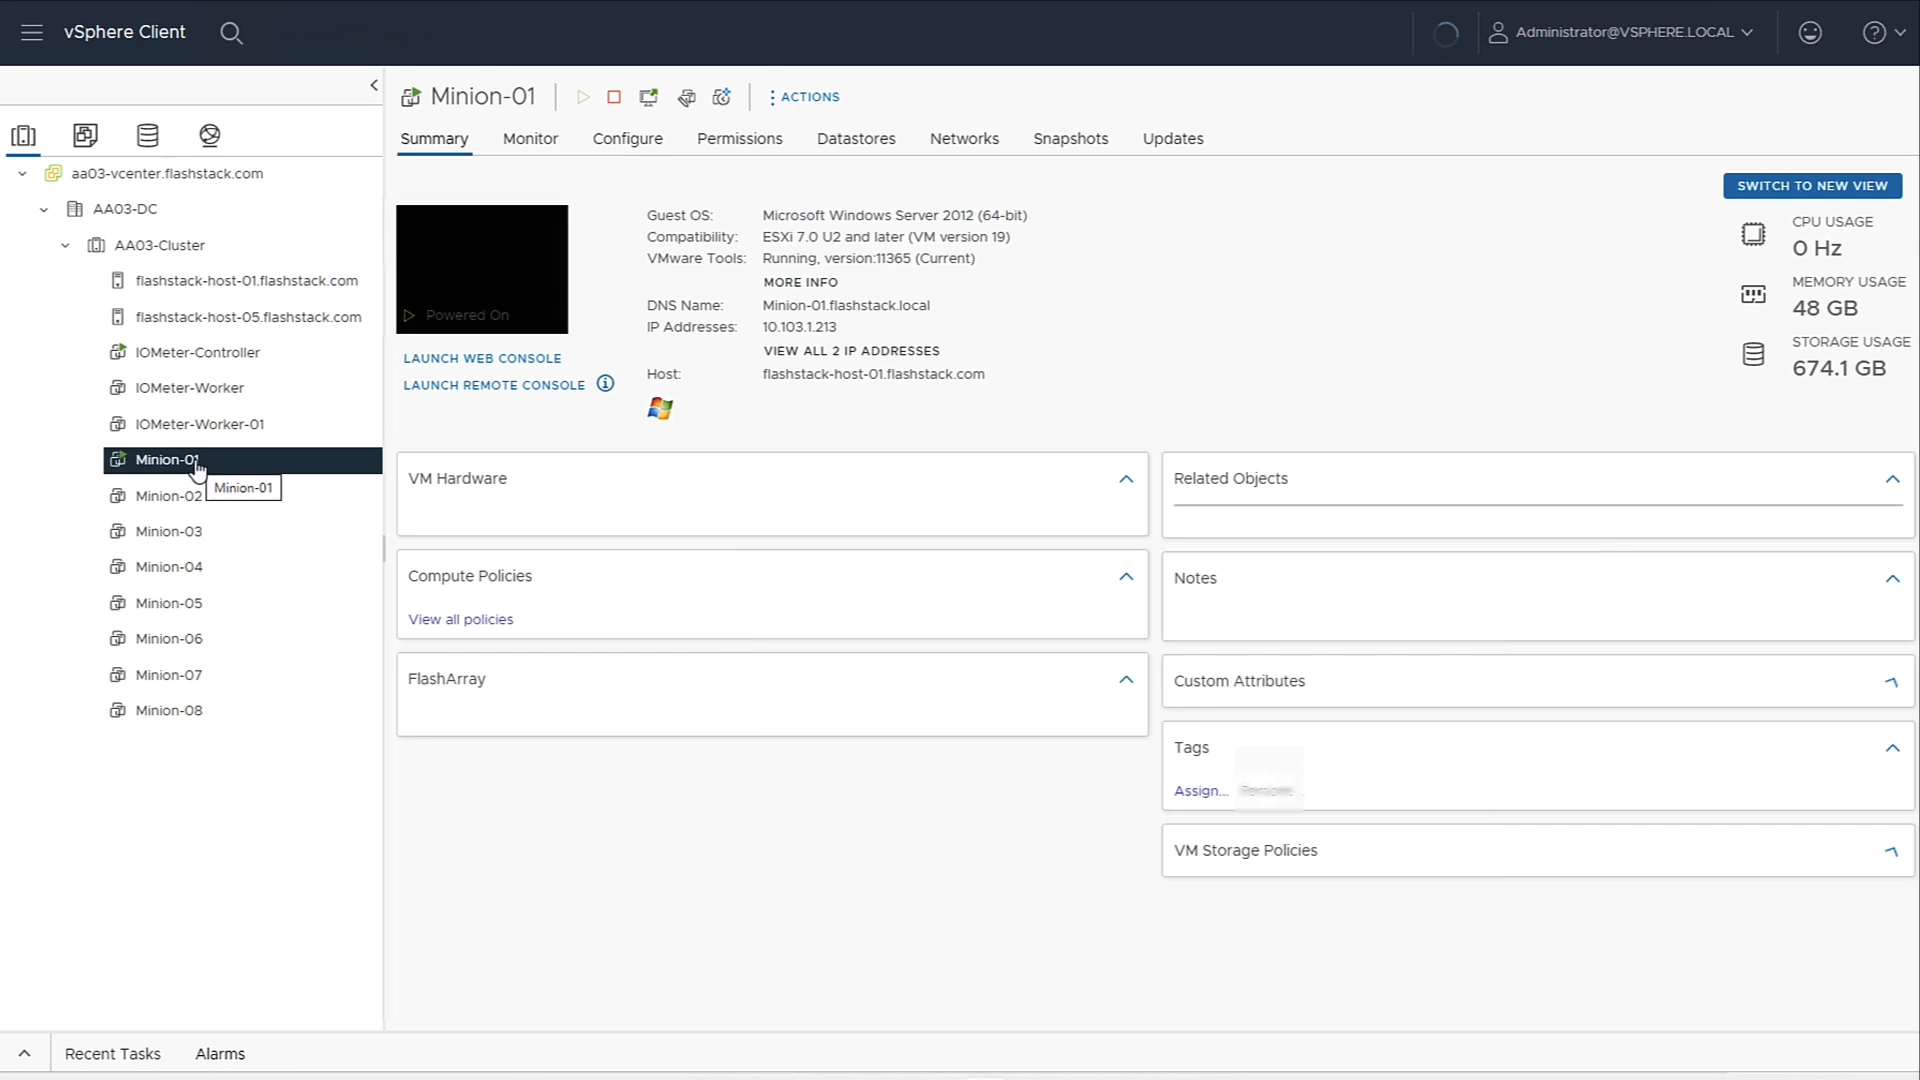 vSphere Client
Administrator@VSPHERE.LOCAL
Minion-01
ACTIONS
Summary
Monitor
Configure
Permissions
Datastores
Networks
Snapshots
Updates
aa03-vcenter.flashstack.com
AA03-DC
AA03-Cluster
flashstack-host-01.flashstack.com
flashstack-host-05.flashstack.com
IOMeter-Controller
IOMeter-Worker
IOMeter-Worker-01
Minion-01
Minion-01
Minion-02
Minion-03
Minion-04
Minion-05
Minion-06
Minion-07
Minion-08
Powered On
LAUNCH WEB CONSOLE
LAUNCH REMOTE CONSOLE
Guest OS: Microsoft Windows Server 2012 (64-bit)
Compatibility: ESXi 7.0 U2 and later (VM version 19)
VMware Tools: Running, version:11365 (Current)
MORE INFO
DNS Name: Minion-01.flashstack.local
IP Addresses: 10.103.1.213
VIEW ALL 2 IP ADDRESSES
Host: flashstack-host-01.flashstack.com
SWITCH TO NEW VIEW
CPU USAGE
0 Hz
MEMORY USAGE
48 GB
STORAGE USAGE
674.1 GB
VM Hardware
Compute Policies
View all policies
FlashArray
Related Objects
Notes
Custom Attributes
Tags
Assign...
VM Storage Policies
Recent Tasks
Alarms